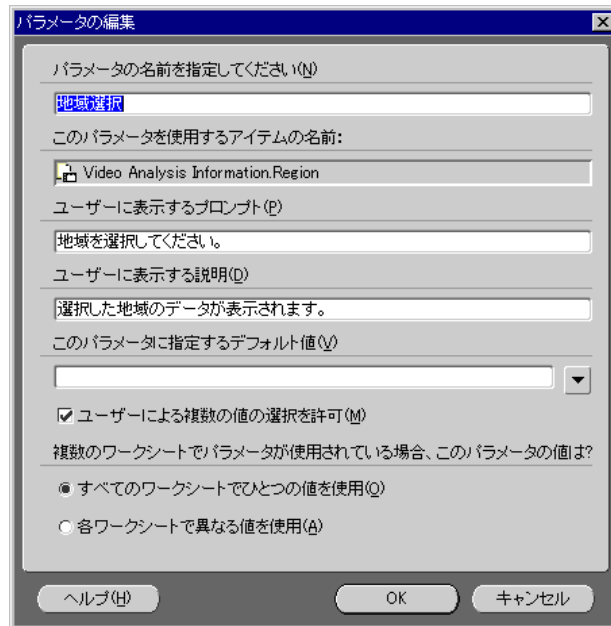 パラメータの編集
パラメータの名前を指定してください(N)
地域選択
このパラメータを使用するアイテムの名前:
Video Analysis Information.Region
ユーザーに表示するプロンプト(P)
地域を選択してください。
ユーザーに表示する説明(D)
選択した地域のデータが表示されます。
このパラメータに指定するデフォルト値(V)
ユーザーによる複数の値の選択を許可(M)
複数のワークシートでパラメータが使用されている場合、このパラメータの値は?
すべてのワークシートでひとつの値を使用(O)
各ワークシートで異なる値を使用(A)
ヘルプ(H) OK キャンセル